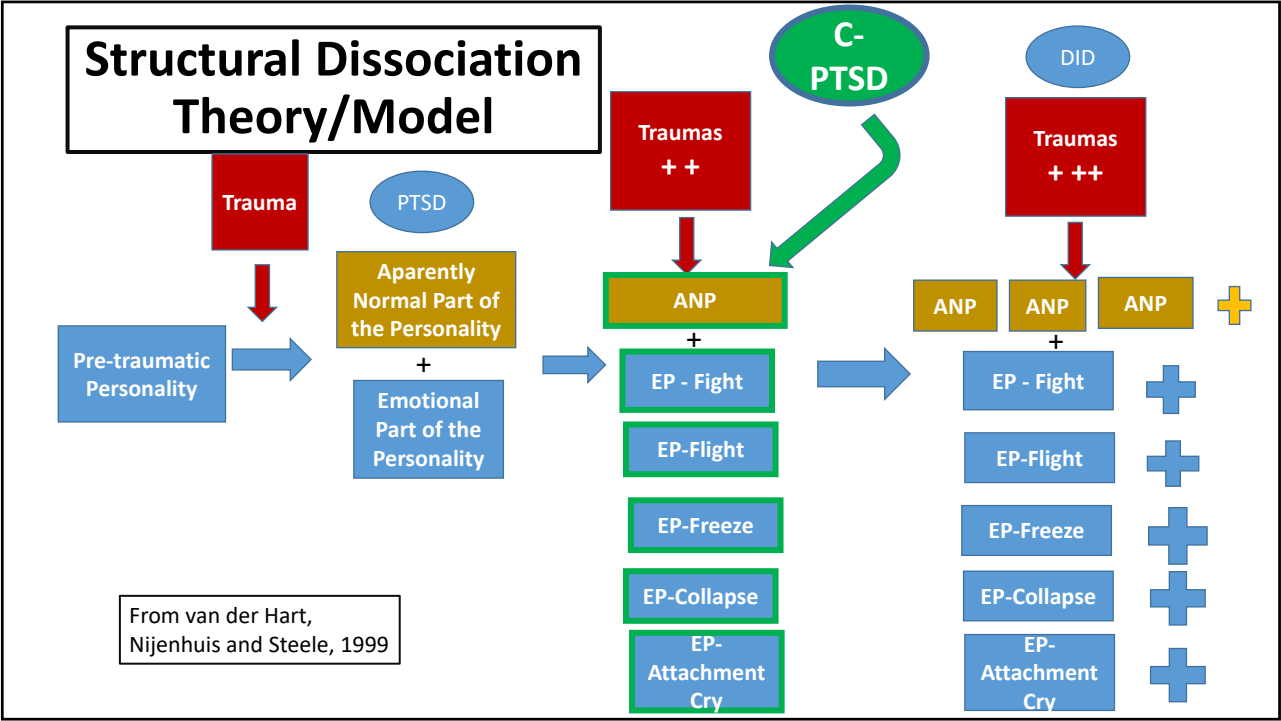 Structural Dissociation
Theory/Model
C-
PTSD
DID
Trauma
PTSD
Traumas
+ +
Traumas
+ ++
Aparently
Normal Part of
the Personality
+
Emotional
Part of the
Personality
Pre-traumatic
Personality
ANP
+
EP - Fight
EP-Flight
EP-Freeze
EP-Collapse
EP-
Attachment
Cry
ANP
ANP
ANP
+
EP - Fight
EP-Flight
EP-Freeze
EP-Collapse
EP-
Attachment
Cry
From van der Hart,
Nijenhuis and Steele, 1999